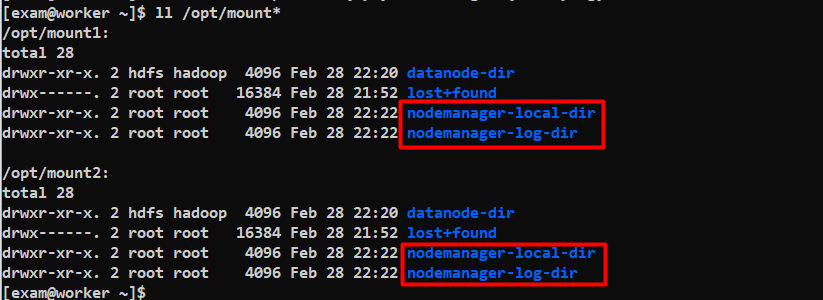 [exam@worker ~]$ ll /opt/mount*
/opt/mount1:
total 28
drwxr-xr-x. 2 hdfs hadoop  4096 Feb 28 22:20 datanode-dir
drwx------. 2 root root   16384 Feb 28 21:52 lost+found
drwxr-xr-x. 2 root root    4096 Feb 28 22:22 nodemanager-local-dir
drwxr-xr-x. 2 root root    4096 Feb 28 22:22 nodemanager-log-dir

/opt/mount2:
total 28
drwxr-xr-x. 2 hdfs hadoop  4096 Feb 28 22:20 datanode-dir
drwx------. 2 root root   16384 Feb 28 21:52 lost+found
drwxr-xr-x. 2 root root    4096 Feb 28 22:22 nodemanager-local-dir
drwxr-xr-x. 2 root root    4096 Feb 28 22:22 nodemanager-log-dir
[exam@worker ~]$